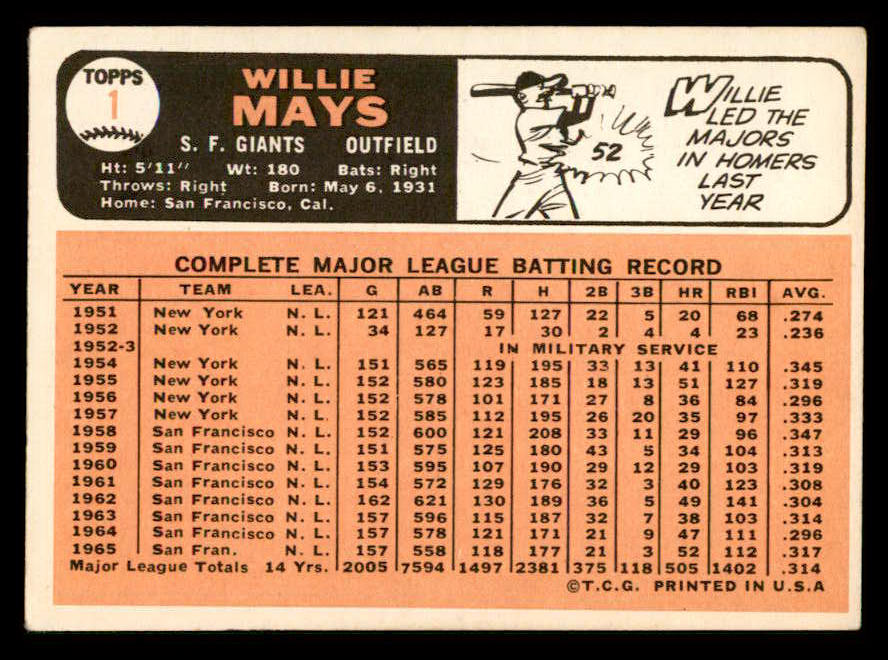 TOPPS
1
WILLIE
MAYS
S. F. GIANTS OUTFIELD
Ht: 5'11" Wt: 180 Bats: Right
Throws: Right Born: May 6, 1931
Home: San Francisco, Cal.
52
WILLIE
LED THE
MAJORS
IN HOMERS
LAST
YEAR
COMPLETE MAJOR LEAGUE BATTING RECORD
YEAR TEAM LEA. G AB R H 2B 3B HR RBI AVG.
1951 New York N. L. 121 464 59 127 22 5 20 68 .274
1952 New York N. L. 34 127 17 30 2 4 4 23 .236
1952-3 IN MILITARY SERVICE
1954 New York N. L. 151 565 119 195 33 13 41 110 .345
1955 New York N. L. 152 580 123 185 18 13 51 127 .319
1956 New York N. L. 152 578 101 171 27 8 36 84 .296
1957 New York N. L. 152 585 112 195 26 20 35 97 .333
1958 San Francisco N. L. 152 600 121 208 33 11 29 96 .347
1959 San Francisco N. L. 151 575 125 180 43 5 34 104 .313
1960 San Francisco N. L. 153 595 107 190 29 12 29 103 .319
1961 San Francisco N. L. 154 572 129 176 32 3 40 123 .308
1962 San Francisco N. L. 162 621 130 189 36 5 49 141 .304
1963 San Francisco N. L. 157 596 115 187 32 7 38 103 .314
1964 San Francisco N. L. 157 578 121 171 21 9 47 111 .296
1965 San Fran. N. L. 157 558 118 177 21 3 52 112 .317
Major League Totals 14 Yrs. 2005 7594 1497 2381 375 118 505 1402 .314
©T.C.G. PRINTED IN U.S.A